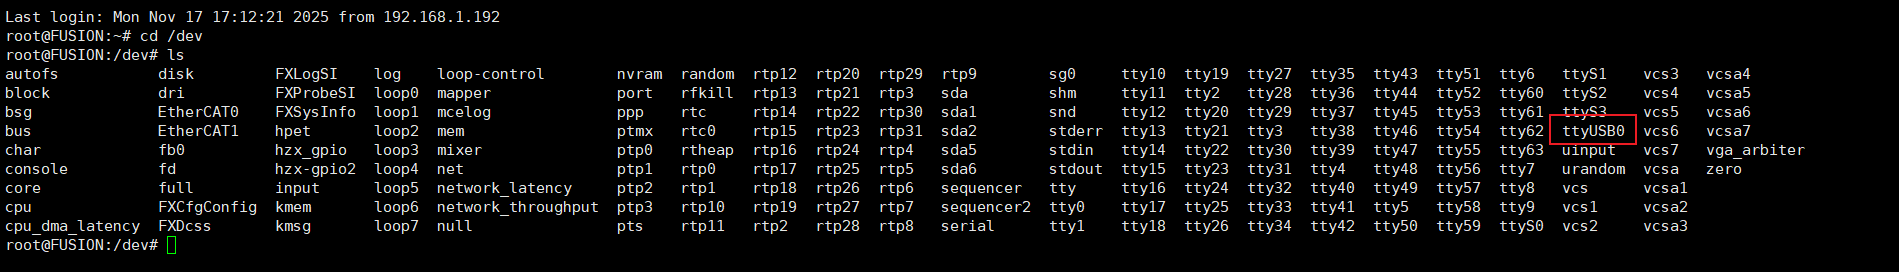 Last login: Mon Nov 17 17:12:21 2025 from 192.168.1.192
root@FUSION:~# cd /dev
root@FUSION:/dev# ls
autofs disk FXLogSI log loop-control nvram random rtp12 rtp20 rtp29 rtp9 sg0 tty10 tty19 tty27 tty35 tty43 tty51 tty6 ttyS1 vcs3 vcsa4
block dri FXProbeSI loop0 mapper port rfkill rtp13 rtp21 rtp3 sda shm tty11 tty2 tty28 tty36 tty44 tty52 tty60 ttyS2 vcs4 vcsa5
bsg EtherCAT0 FXSysInfo loop1 mcelog ppp rtc rtp14 rtp22 rtp30 sda1 snd tty12 tty20 tty29 tty37 tty45 tty53 tty61 ttyS3 vcs5 vcsa6
bus EtherCAT1 hpet loop2 mem ptmx rtc0 rtp15 rtp23 rtp31 sda2 stderr tty13 tty21 tty3 tty38 tty46 tty54 tty62 ttyUSB0 vcs6 vcsa7
char fb0 hzx_gpio loop3 mixer ptp0 rtheap rtp16 rtp24 rtp4 sda5 stdin tty14 tty22 tty30 tty39 tty47 tty55 tty63 uinput vcs7 vga_arbiter
console fd hzx-gpio2 loop4 net ptp1 rtp0 rtp17 rtp25 rtp5 sda6 stdout tty15 tty23 tty31 tty4 tty48 tty56 tty7 urandom vcsa zero
core full input loop5 network_latency ptp2 rtp1 rtp18 rtp26 rtp6 sequencer tty tty16 tty24 tty32 tty40 tty49 tty57 tty8 vcs vcsa1
cpu FXCfgConfig kmem loop6 network_throughput ptp3 rtp10 rtp19 rtp27 rtp7 sequencer2 tty0 tty17 tty25 tty33 tty41 tty5 tty58 tty9 vcs1 vcsa2
cpu_dma_latency FXDcss kmsg loop7 null pts rtp11 rtp2 rtp28 rtp8 serial tty1 tty18 tty26 tty34 tty42 tty50 tty59 ttyS0 vcs2 vcsa3
root@FUSION:/dev#